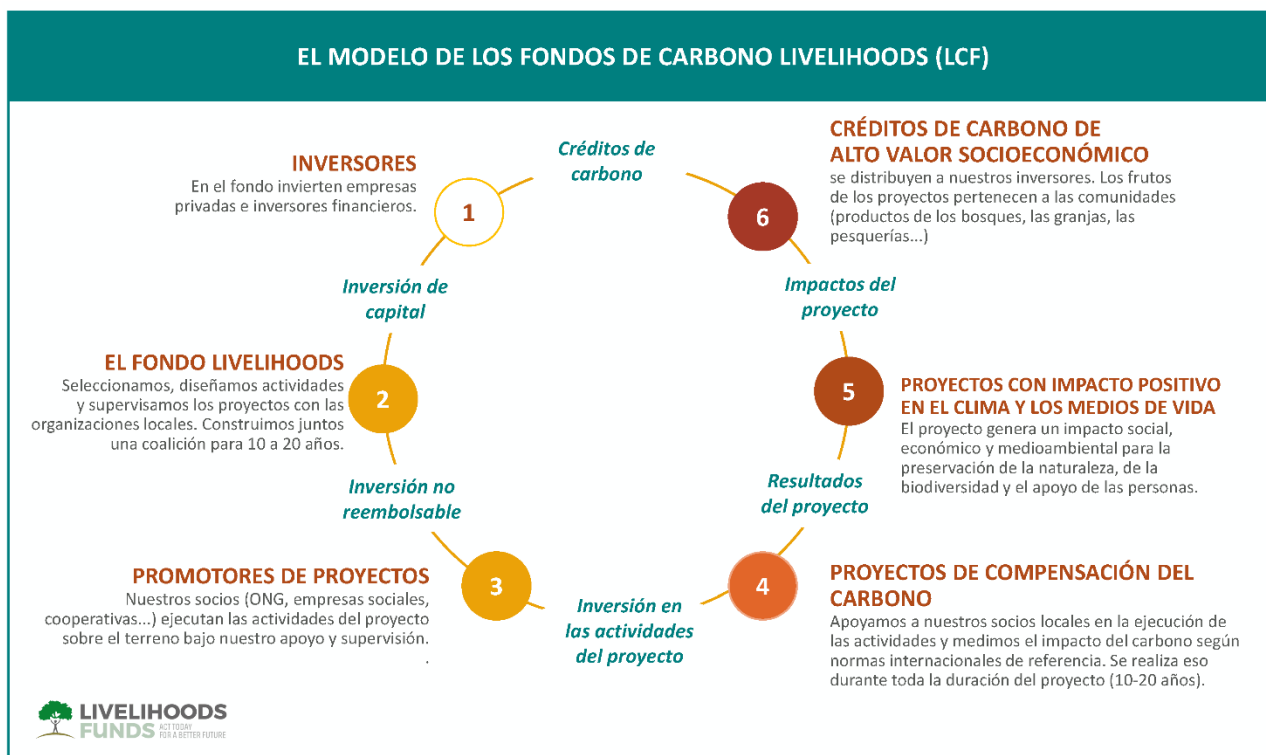 EL MODELO DE LOS FONDOS DE CARBONO LIVELIHOODS (LCF)
INVERSORES
En el fondo invierten empresas
privadas e inversores financieros.
1
Créditos de
carbono
6
CRÉDITOS DE CARBONO DE
ALTO VALOR SOCIOECONÓMICO
se distribuyen a nuestros inversores. Los frutos
de los proyectos pertenecen a las comunidades
(productos de los bosques, las granjas, las
pesquerías...)
Inversión de
capital
Impactos del
proyecto
EL FONDO LIVELIHOODS
Seleccionamos, diseñamos actividades
y supervisamos los proyectos con las
organizaciones locales. Construimos juntos
una coalición para 10 a 20 años.
2
5
PROYECTOS CON IMPACTO POSITIVO
EN EL CLIMA Y LOS MEDIOS DE VIDA
El proyecto genera un impacto social,
económico y medioambiental para la
preservación de la naturaleza, de la
biodiversidad y el apoyo de las personas.
Inversión no
reembolsable
Resultados
del proyecto
PROMOTORES DE PROYECTOS
Nuestros socios (ONG, empresas sociales,
cooperativas...) ejecutan las actividades del proyecto
sobre el terreno bajo nuestro apoyo y supervisión.
.
3
Inversión en
las actividades
del proyecto
4
PROYECTOS DE COMPENSACIÓN DEL
CARBONO
Apoyamos a nuestros socios locales en la ejecución de
las actividades y medimos el impacto del carbono según
normas internacionales de referencia. Se realiza eso
durante toda la duración del proyecto (10-20 años).
LIVELIHOODS
FUNDS
ACT TODAY
FOR A BETTER FUTURE